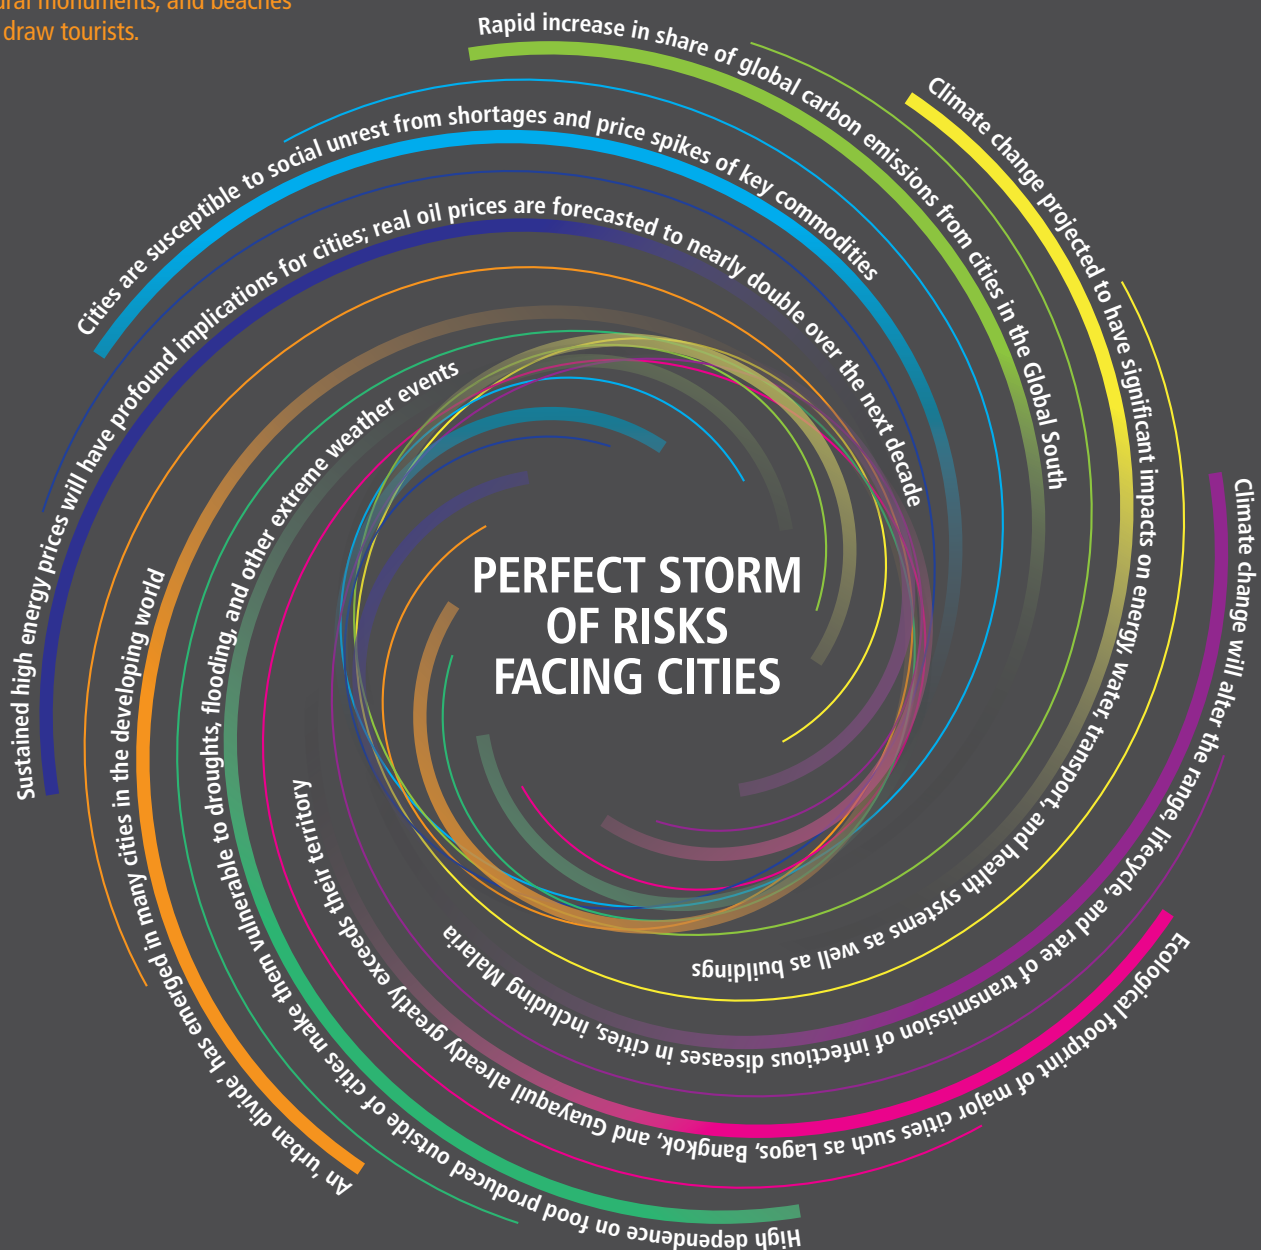 ural monuments, and beaches
draw tourists.
Rapid increase in share of global carbon emissions from cities in the Global South
Climate change projected to have significant impacts on energy, water, transport, and health systems as well as buildings
Climate change will alter the range, lifecycle, and rate of transmission of infectious diseases in cities, including Malaria
Ecological footprint of major cities such as Lagos, Bangkok, and Guayaquil already greatly exceeds their territory
High dependence on food produced outside of cities make them vulnerable to droughts, flooding, and other extreme weather events
An ‘urban divide’ has emerged in many cities in the developing world
Sustained high energy prices will have profound implications for cities; real oil prices are forecasted to nearly double over the next decade
Cities are susceptible to social unrest from shortages and price spikes of key commodities
PERFECT STORM
OF RISKS
FACING CITIES